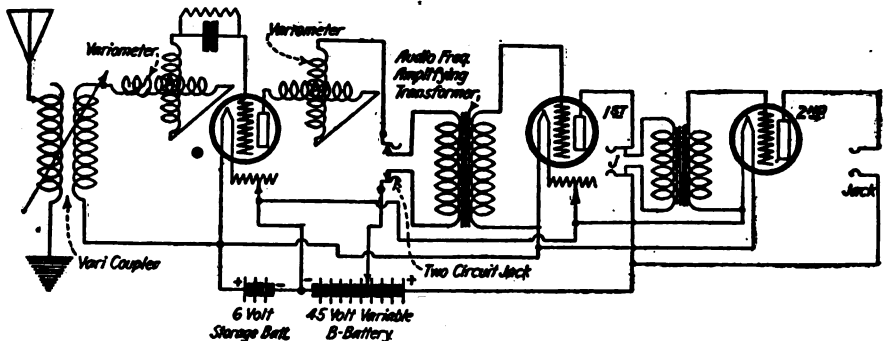 Variometer
Variometer
Audio Freq.
Amplifying
Transformer
1st
2nd
J
Jack
Vari Coupler
Two Circuit Jack
+
-
-
+
6 Volt
Storage Batt.
45 Volt Variable
B-Battery